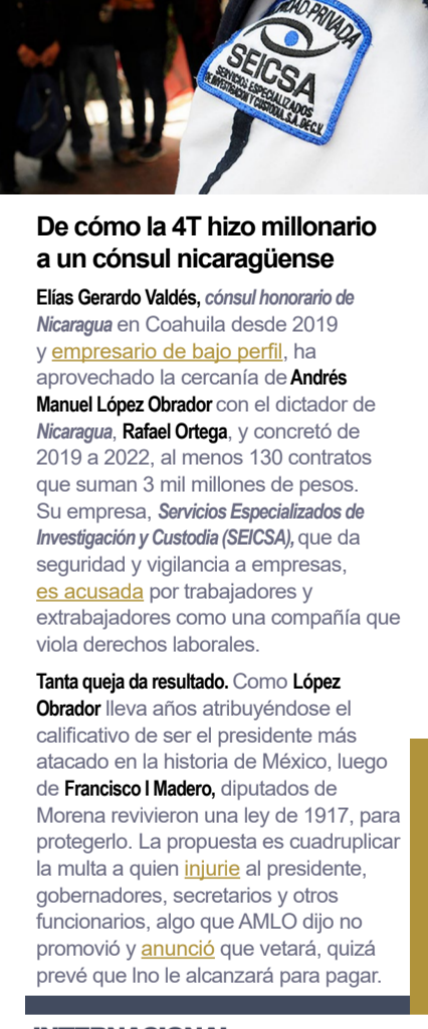 SEICSA
SERVICIOS ESPECIALIZADOS
DE INVESTIGACIÓN Y CUSTODIA, S.A. DE C.V.
De cómo la 4T hizo millonario
a un cónsul nicaragüense
Elías Gerardo Valdés, cónsul honorario de
Nicaragua en Coahuila desde 2019
y empresario de bajo perfil, ha
aprovechado la cercanía de Andrés
Manuel López Obrador con el dictador de
Nicaragua, Rafael Ortega, y concretó de
2019 a 2022, al menos 130 contratos
que suman 3 mil millones de pesos.
Su empresa, Servicios Especializados de
Investigación y Custodia (SEICSA), que da
seguridad y vigilancia a empresas,
es acusada por trabajadores y
extrabajadores como una compañía que
viola derechos laborales.
Tanta queja da resultado. Como López
Obrador lleva años atribuyéndose el
calificativo de ser el presidente más
atacado en la historia de México, luego
de Francisco I Madero, diputados de
Morena revivieron una ley de 1917, para
protegerlo. La propuesta es cuadruplicar
la multa a quien injurie al presidente,
gobernadores, secretarios y otros
funcionarios, algo que AMLO dijo no
promovió y anunció que vetará, quizá
prevé que lno le alcanzará para pagar.